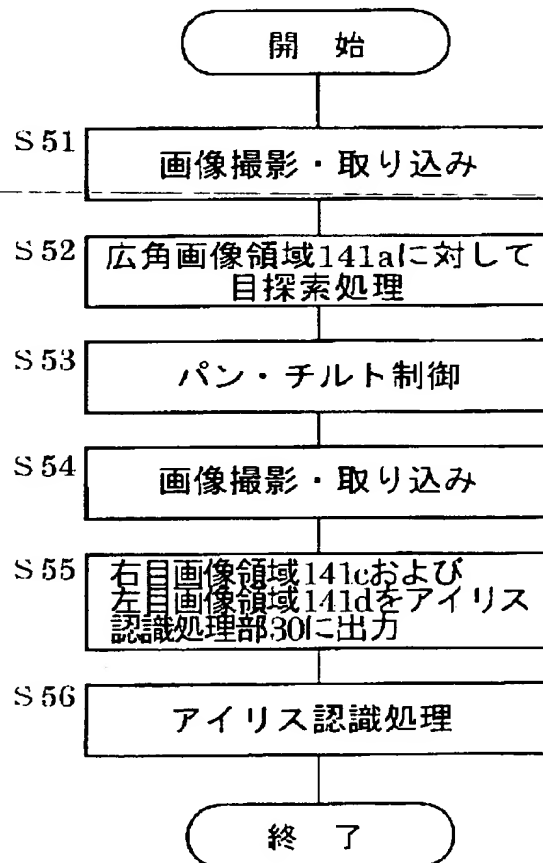 開 始
S51
画像撮影・取り込み
S52
広角画像領域141aに対して
目探索処理
S53
パン・チルト制御
S54
画像撮影・取り込み
S55
右目画像領域141cおよび
左目画像領域141dをアイリス
認識処理部30に出力
S56
アイリス認識処理
終 了